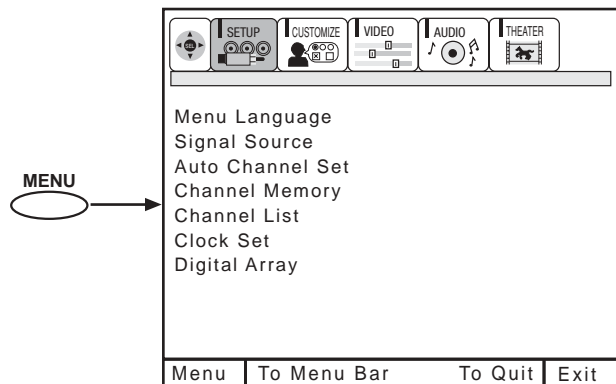 SEL SETUP CUSTOMIZE VIDEO AUDIO THEATER
Menu Language
Signal Source
Auto Channel Set
MENU
Channel Memory
Channel List
Clock Set
Digital Array
Menu To Menu Bar To Quit Exit